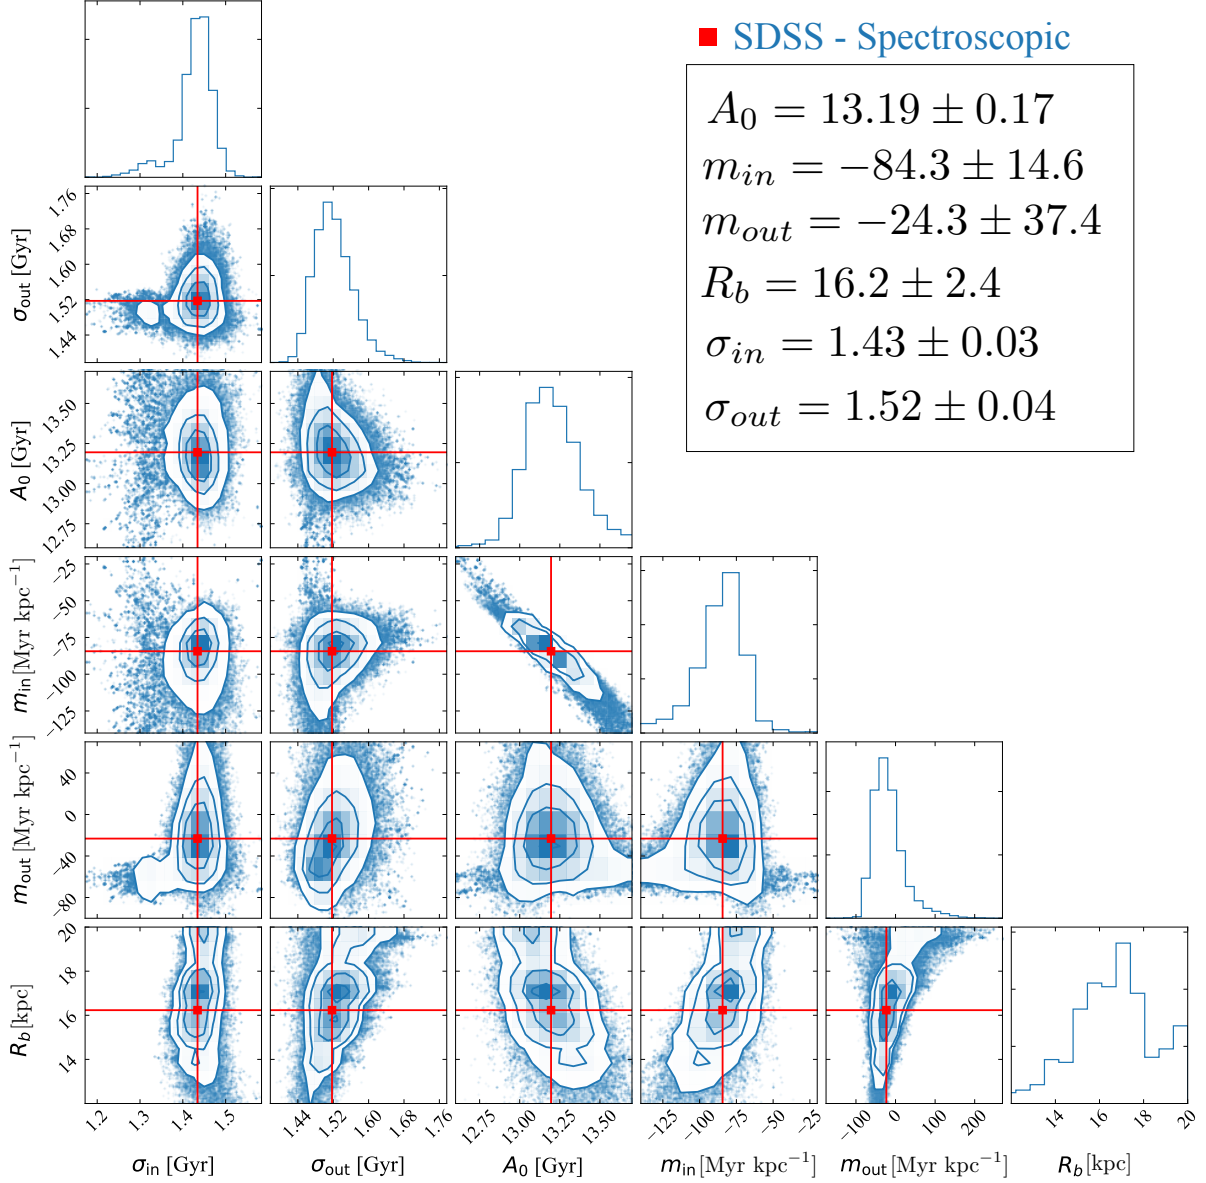 SDSS - Spectroscopic
A₀ = 13.19 ± 0.17
m_in = −84.3 ± 14.6
m_out = −24.3 ± 37.4
R_b = 16.2 ± 2.4
σ_in = 1.43 ± 0.03
σ_out = 1.52 ± 0.04
σ_out [Gyr]
1.76
1.68
1.60
1.52
1.44
A₀ [Gyr]
13.50
13.25
13.00
12.75
m_in [Myr kpc⁻¹]
−25
−50
−75
−100
−125
m_out [Myr kpc⁻¹]
40
0
−40
−80
R_b [kpc]
20
18
16
14
1.2 1.3 1.4 1.5
1.44 1.52 1.60 1.68 1.76
12.75 13.00 13.25 13.50
−125 −100 −75 −50 −25
−100 0 100 200
14 16 18 20
σ_in [Gyr]
σ_out [Gyr]
A₀ [Gyr]
m_in [Myr kpc⁻¹]
m_out [Myr kpc⁻¹]
R_b [kpc]